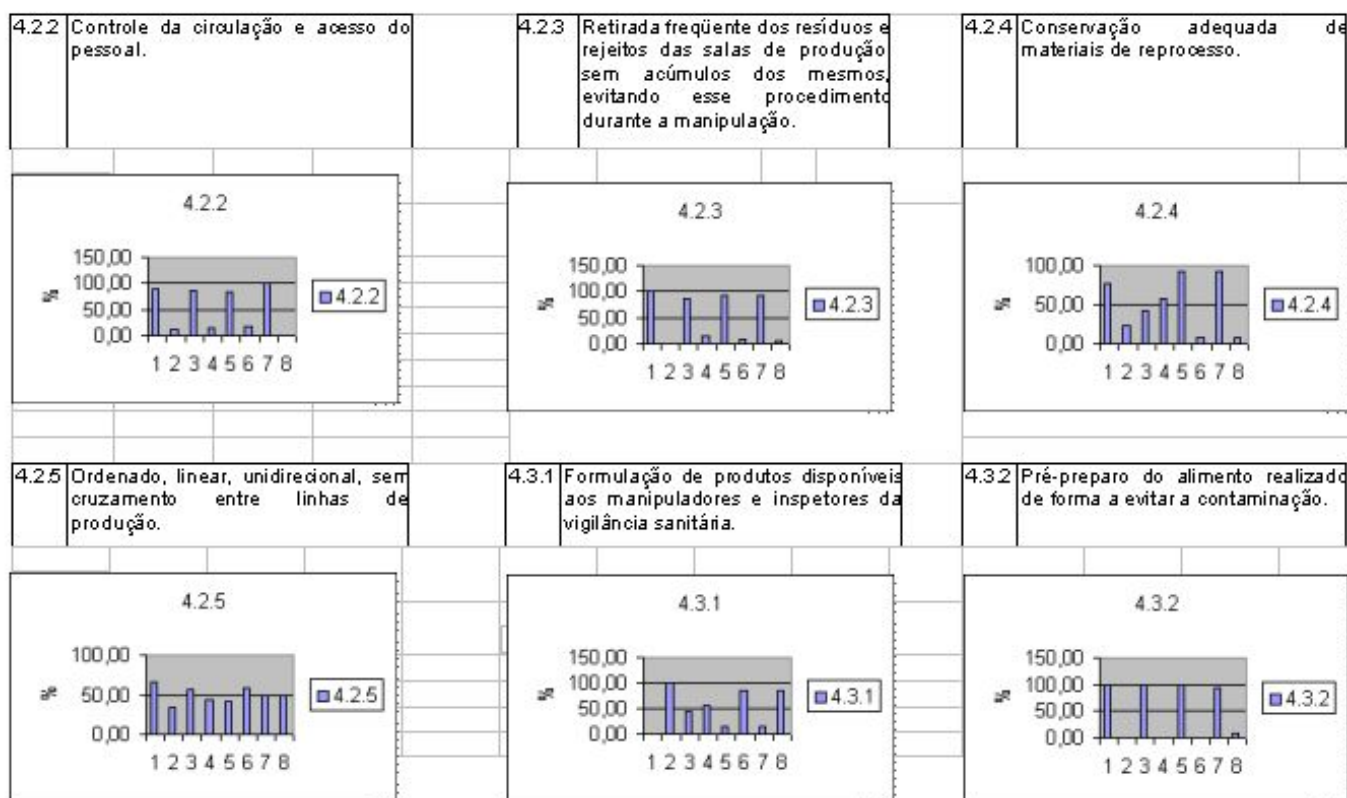 4.2.2 Controle da circulação e acesso do
pessoal.
4.2.3 Retirada freqüente dos resíduos e
rejeitos das salas de produção
sem acúmulos dos mesmos,
evitando esse procedimento
durante a manipulação.
4.2.4 Conservação adequada de
materiais de reprocesso.
4.2.2
150,00
100,00
50,00
0,00
%
1 2 3 4 5 6 7 8
4.2.2
4.2.3
150,00
100,00
50,00
0,00
%
1 2 3 4 5 6 7 8
4.2.3
4.2.4
100,00
50,00
0,00
%
1 2 3 4 5 6 7 8
4.2.4
4.2.5 Ordenado, linear, unidirecional, sem
cruzamento entre linhas de
produção.
4.3.1 Formulação de produtos disponíveis
aos manipuladores e inspetores da
vigilância sanitária.
4.3.2 Pré-preparo do alimento realizado
de forma a evitar a contaminação.
4.2.5
100,00
50,00
0,00
%
1 2 3 4 5 6 7 8
4.2.5
4.3.1
150,00
100,00
50,00
0,00
%
1 2 3 4 5 6 7 8
4.3.1
4.3.2
150,00
100,00
50,00
0,00
%
1 2 3 4 5 6 7 8
4.3.2